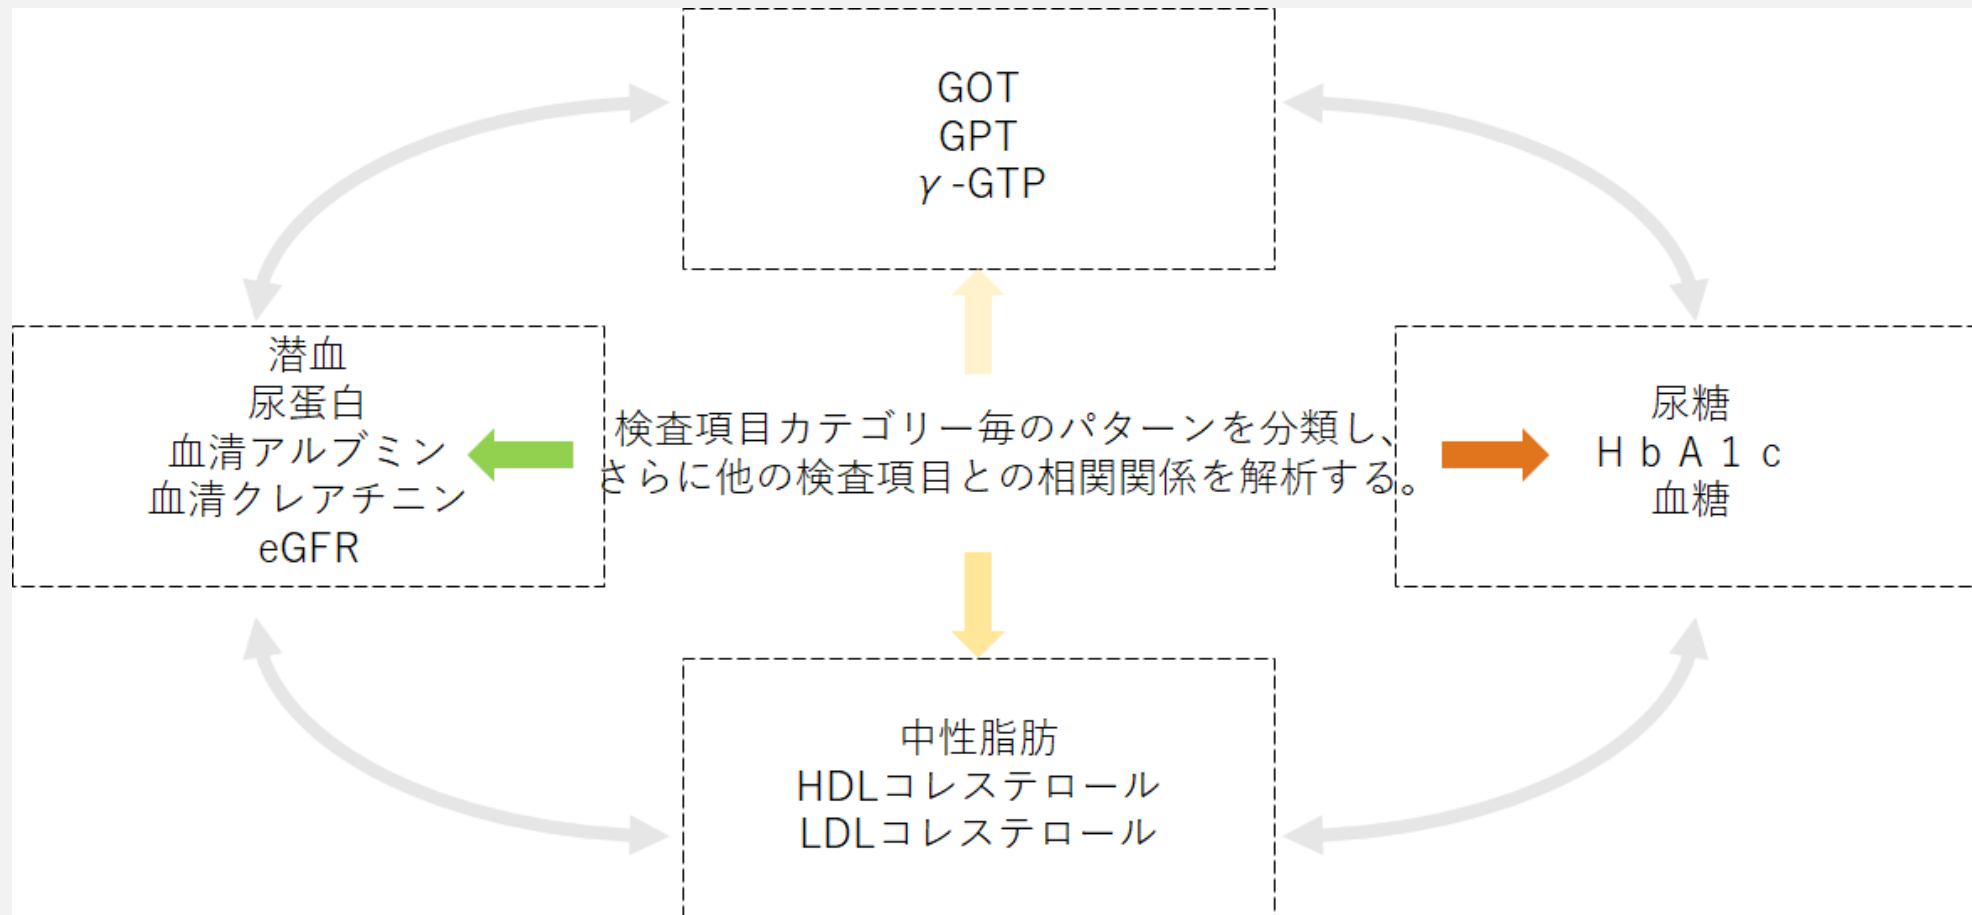 GOT
GPT
γ-GTP
潜血
尿蛋白
血清アルブミン
血清クレアチニン
eGFR
検査項目カテゴリー毎のパターンを分類し、
さらに他の検査項目との相関関係を解析する。
尿糖
ＨｂＡ１ｃ
血糖
中性脂肪
HDLコレステロール
LDLコレステロール